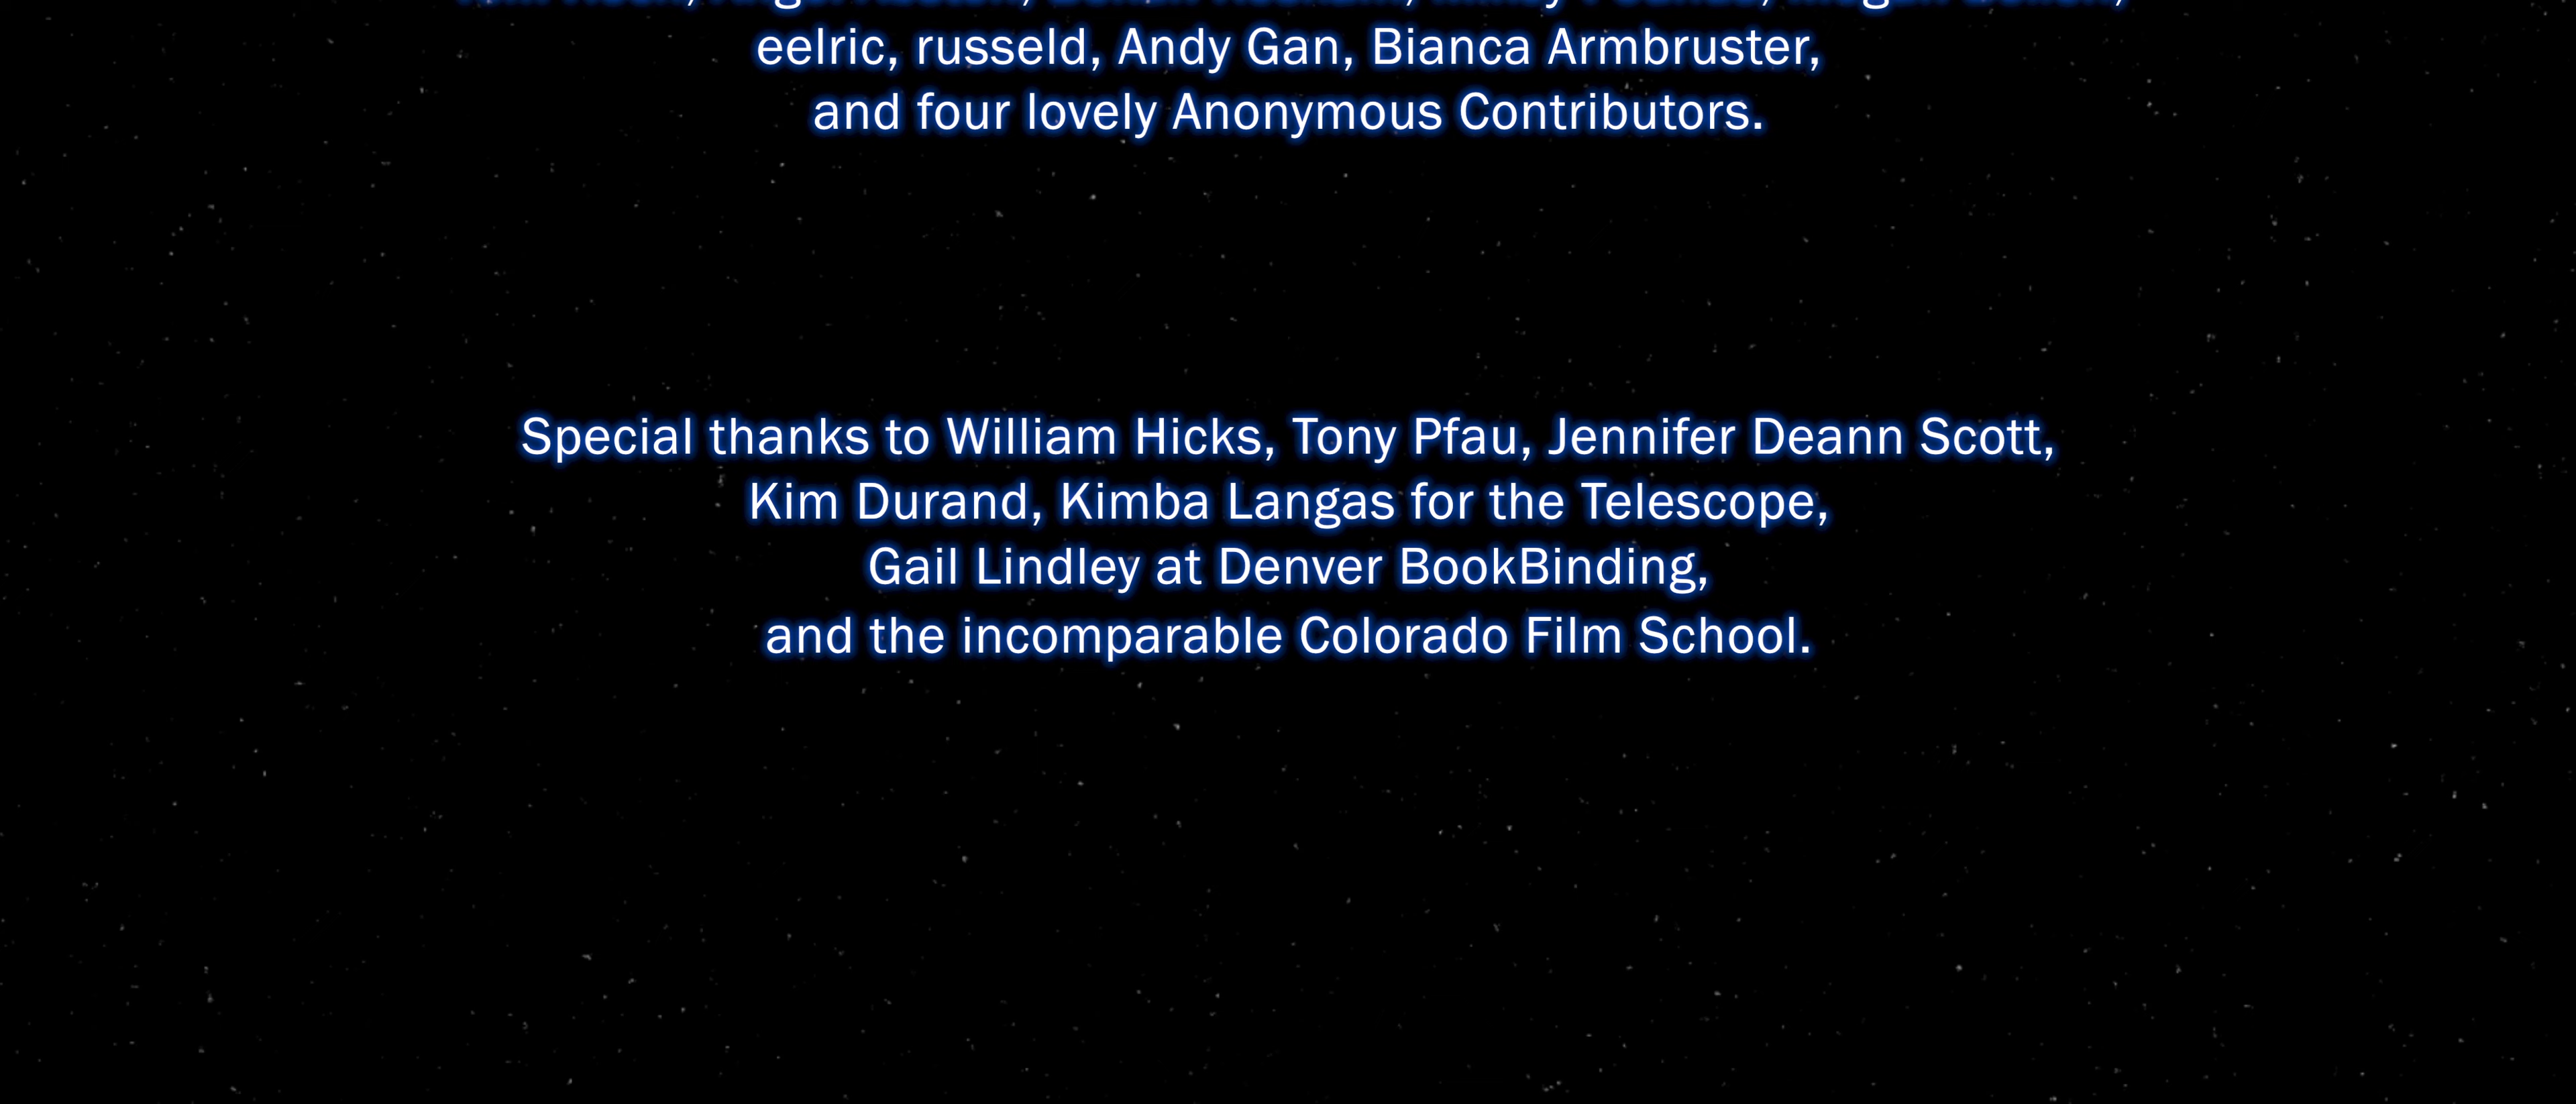 eelric, russeld, Andy Gan, Bianca Armbruster,
and four lovely Anonymous Contributors.
Special thanks to William Hicks, Tony Pfau, Jennifer Deann Scott,
Kim Durand, Kimba Langas for the Telescope,
Gail Lindley at Denver BookBinding,
and the incomparable Colorado Film School.